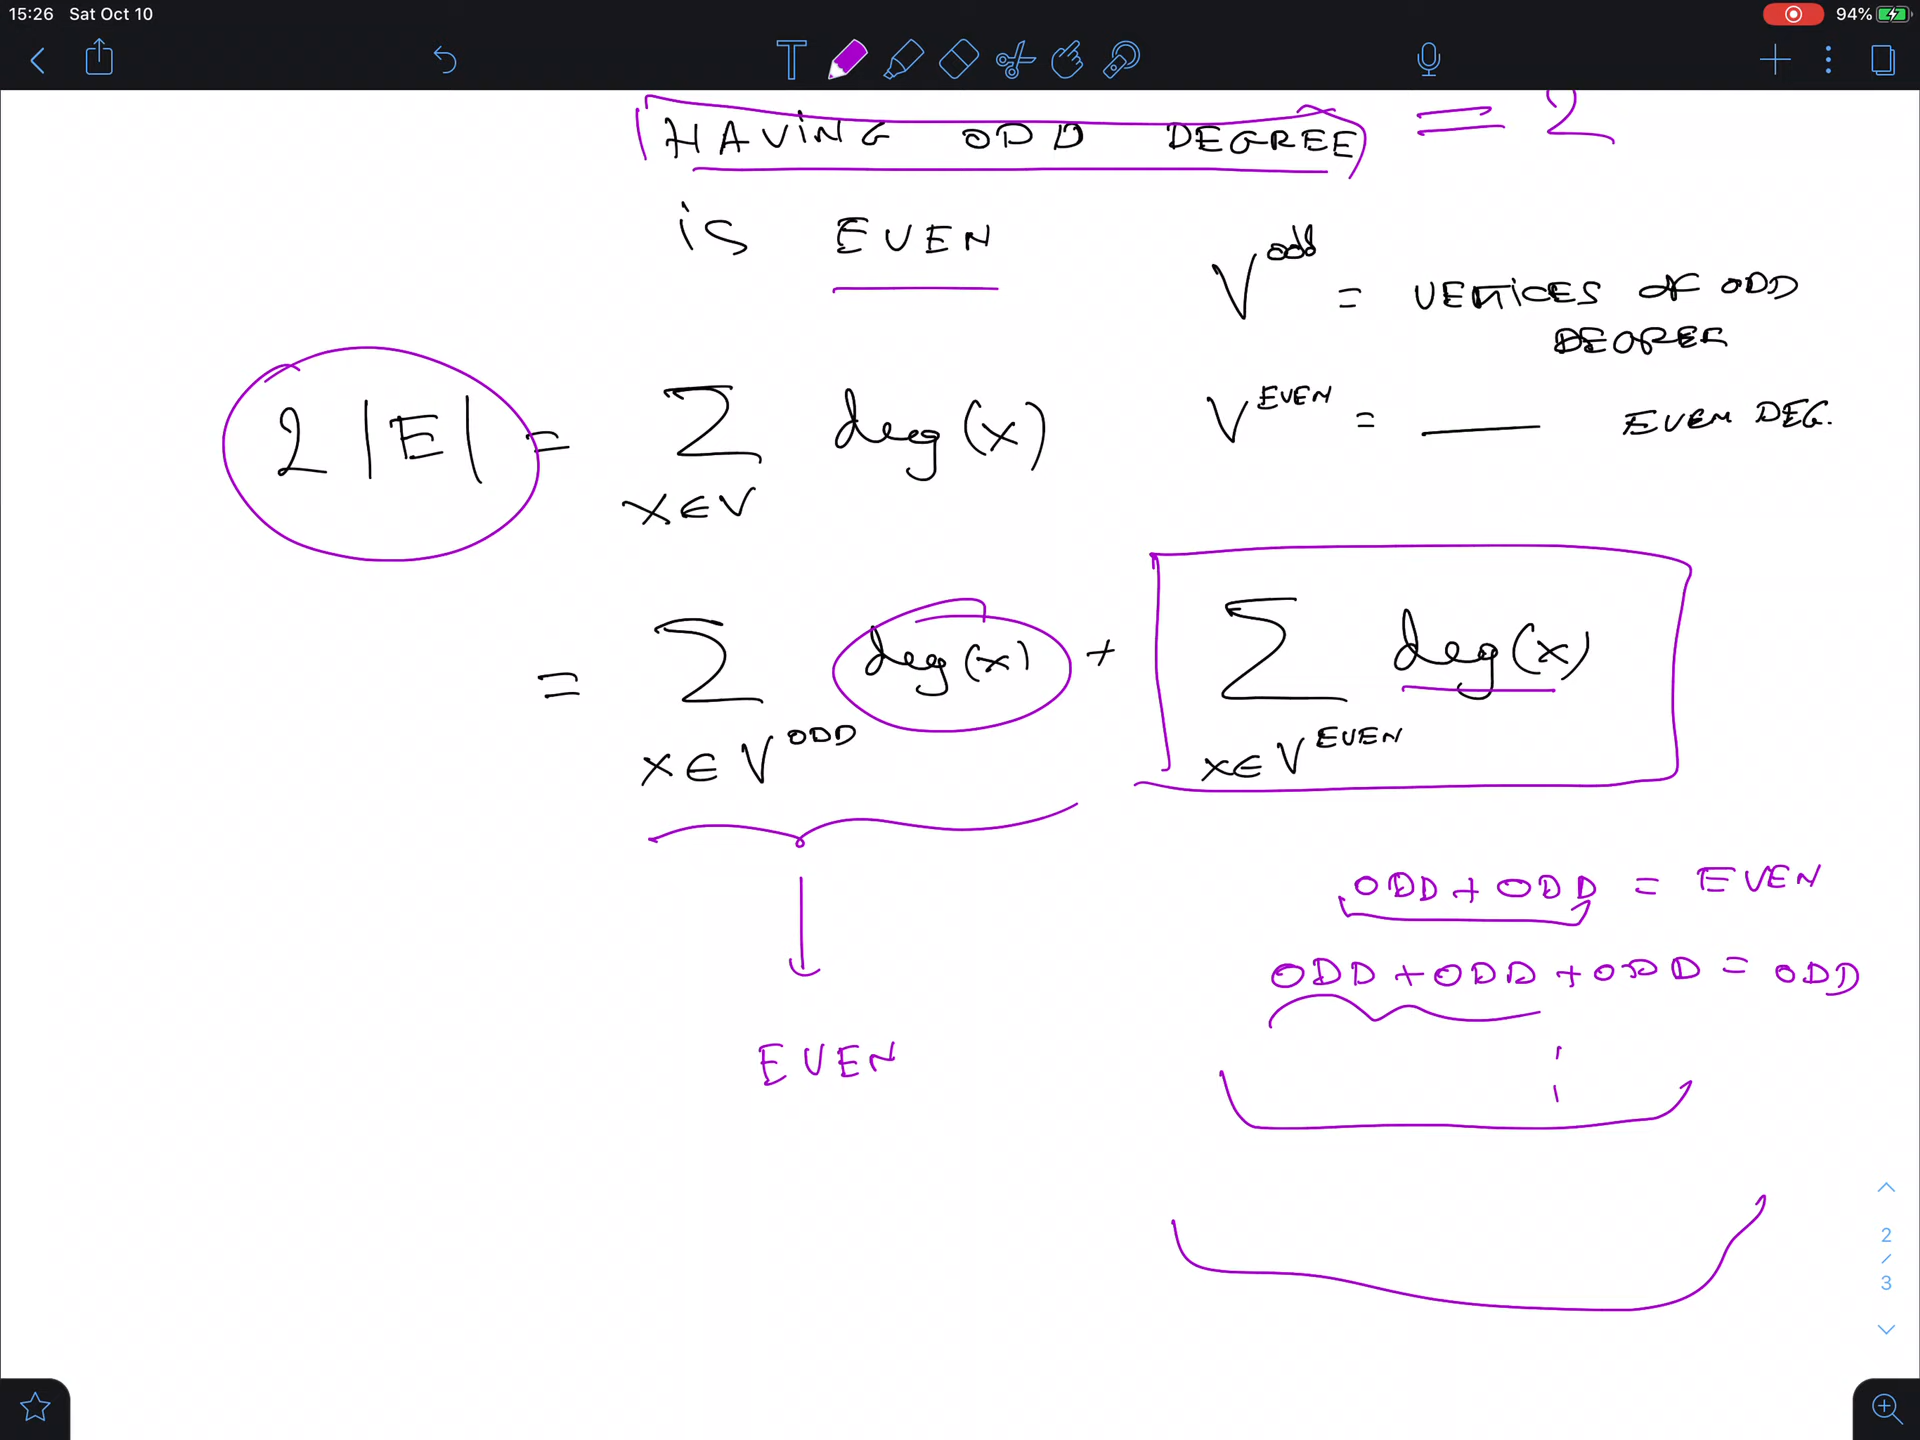 15:26 Sat Oct 10
94%
HAVING ODD DEGREE = 2
is EVEN
V^odd = VERTICES OF ODD DEGREE
2 |E| = Σ deg(x)
x∈V
V^EVEN = —— EVEN DEG.
= Σ deg(x) + Σ deg(x)
x∈V^ODD x∈V^EVEN
ODD + ODD = EVEN
ODD + ODD + ODD = ODD
EVEN
2
/
3